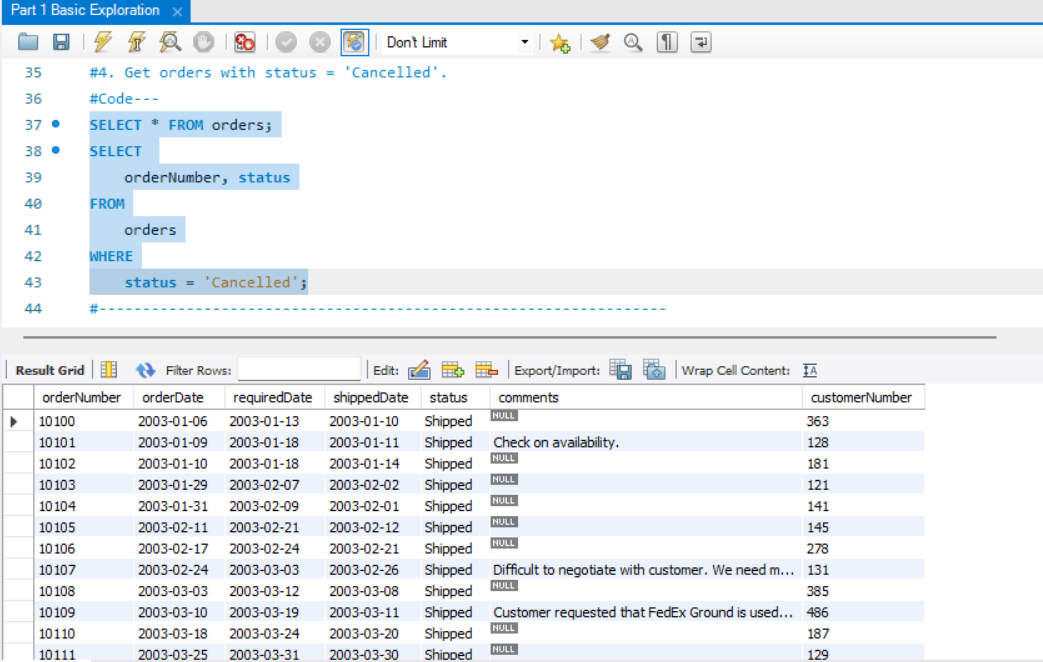 Part 1 Basic Exploration ×
Don't Limit
35 #4. Get orders with status = 'Cancelled'.
36 #Code---
37 SELECT * FROM orders;
38 SELECT
39 orderNumber, status
40 FROM
41 orders
42 WHERE
43 status = 'Cancelled';
44 #-----------------------------------------------------------------
Result Grid Filter Rows: Edit: Export/Import: Wrap Cell Content: IA
orderNumber orderDate requiredDate shippedDate status comments customerNumber
10100 2003-01-06 2003-01-13 2003-01-10 Shipped NULL 363
10101 2003-01-09 2003-01-18 2003-01-11 Shipped Check on availability. 128
10102 2003-01-10 2003-01-18 2003-01-14 Shipped NULL 181
10103 2003-01-29 2003-02-07 2003-02-02 Shipped NULL 121
10104 2003-01-31 2003-02-09 2003-02-01 Shipped NULL 141
10105 2003-02-11 2003-02-21 2003-02-12 Shipped NULL 145
10106 2003-02-17 2003-02-24 2003-02-21 Shipped NULL 278
10107 2003-02-24 2003-03-03 2003-02-26 Shipped Difficult to negotiate with customer. We need m... 131
10108 2003-03-03 2003-03-12 2003-03-08 Shipped NULL 385
10109 2003-03-10 2003-03-19 2003-03-11 Shipped Customer requested that FedEx Ground is used... 486
10110 2003-03-18 2003-03-24 2003-03-20 Shipped NULL 187
10111 2003-03-25 2003-03-31 2003-03-30 Shipped NULL 129